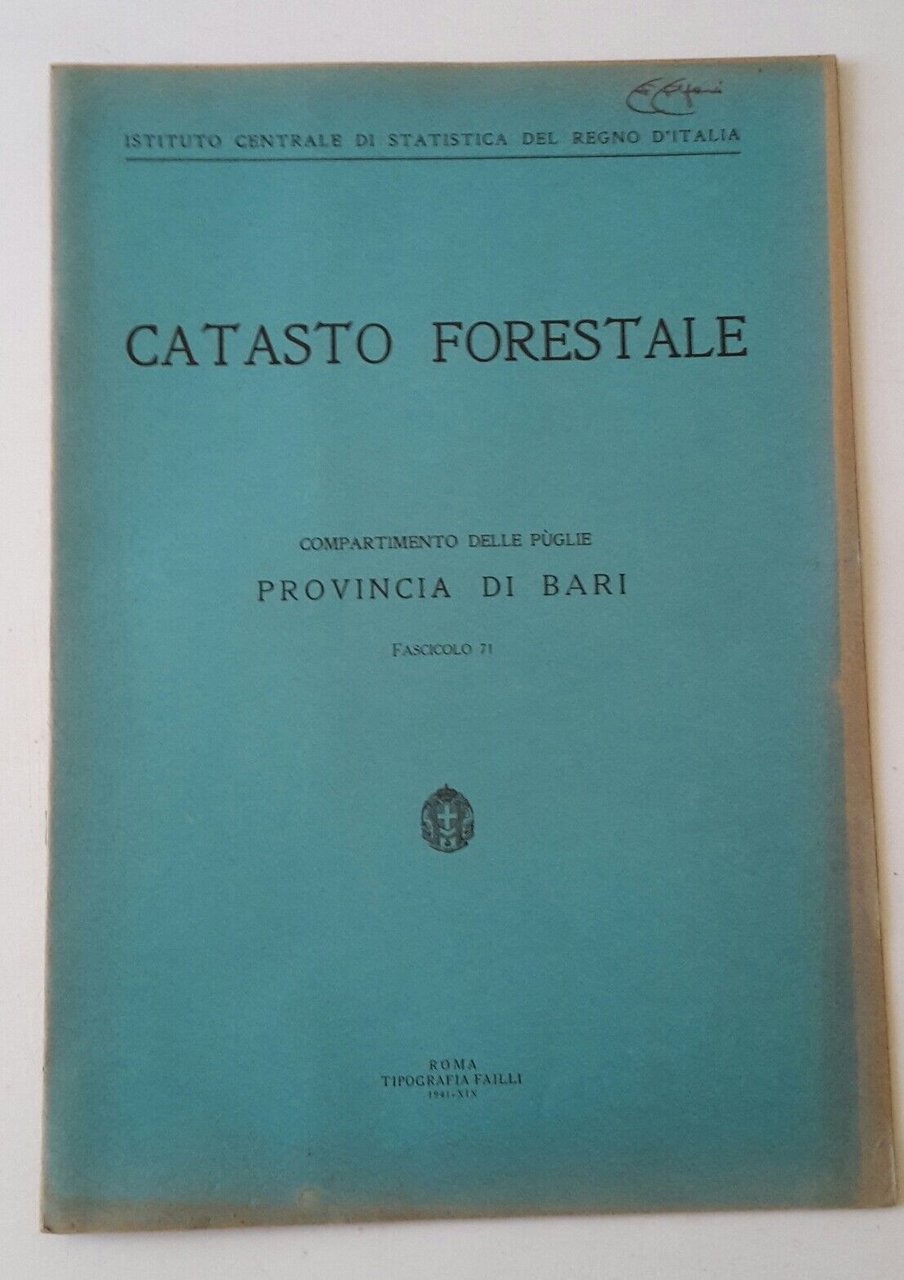 ISTITUTO CENTRALE DI STATISTICA DEL REGNO D'ITALIA
CATASTO FORESTALE
COMPARTIMENTO DELLE PÙGLIE
PROVINCIA DI BARI
FASCICOLO 71
ROMA
TIPOGRAFIA FAILLI
1941-XIX